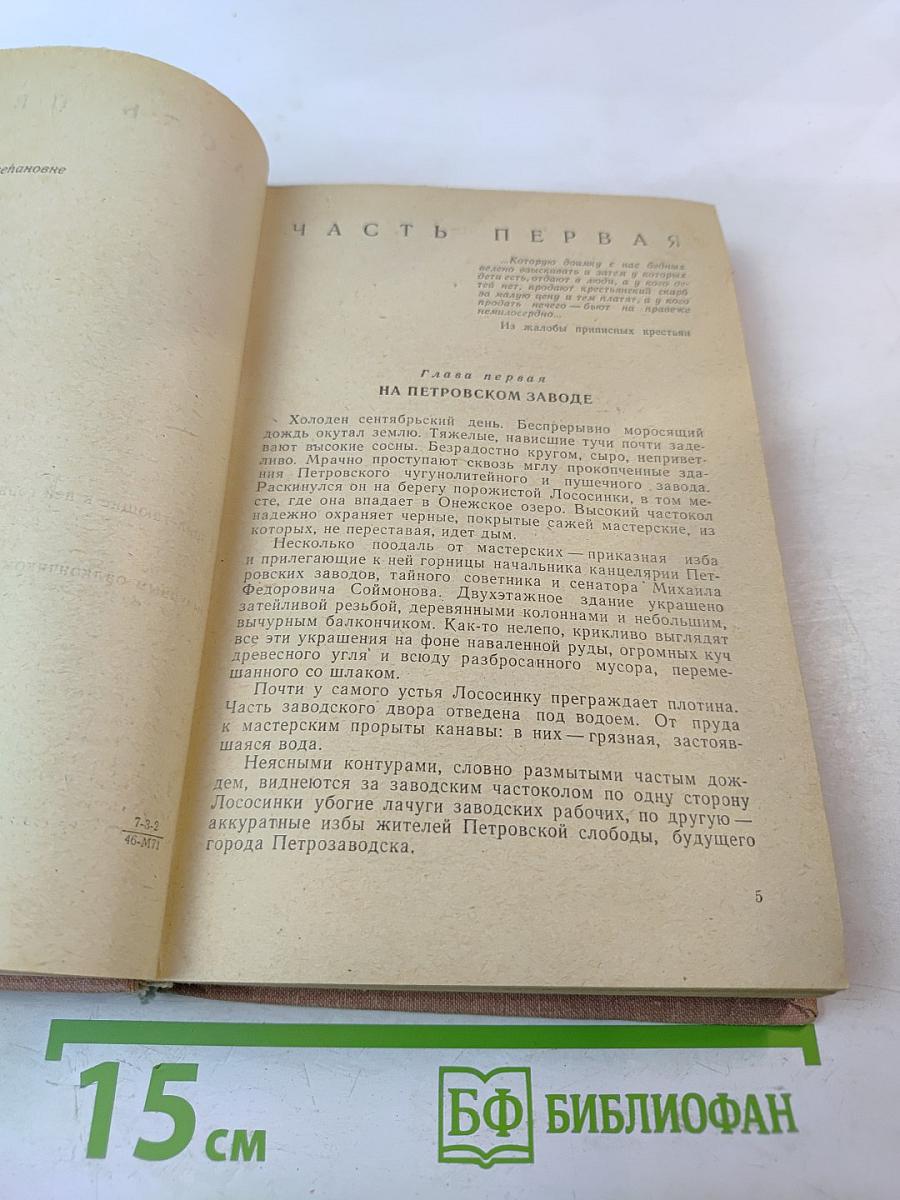 ЧАСТЬ ПЕРВАЯ
...Которую доимку с нас бедных
велено взыскивать и затем у которых
дети есть, отдают в люди, а у кого де-
тей нет, продают крестьянский скарб
за малую цену и тем платят, а у кого
продать нечего — бьют на правеже
немилосердно...
Из жалобы приписных крестьян
Глава первая
НА ПЕТРОВСКОМ ЗАВОДЕ
Холоден сентябрьский день. Беспрерывно моросящий
дождь окутал землю. Тяжелые, нависшие тучи почти заде-
вают высокие сосны. Безрадостно кругом, сыро, непривет-
ливо. Мрачно проступают сквозь мглу прокопченные зда-
ния Петровского чугунолитейного и пушечного завода.
Раскинулся он на берегу порожистой Лососинки, в том ме-
сте, где она впадает в Онежское озеро. Высокий частокол
надежно охраняет черные, покрытые сажей мастерские, из
которых, не переставая, идет дым.
Несколько поодаль от мастерских — приказная изба
и прилегающие к ней горницы начальника канцелярии Пет-
ровских заводов, тайного советника и сенатора Михаила
Федоровича Соймонова. Двухэтажное здание украшено
затейливой резьбой, деревянными колоннами и небольшим,
вычурным балкончиком. Как-то нелепо, крикливо выглядят
все эти украшения на фоне наваленной руды, огромных куч
древесного угля и всюду разбросанного мусора, переме-
шанного со шлаком.
Почти у самого устья Лососинку преграждает плотина.
Часть заводского двора отведена под водоем. От пруда
к мастерским прорыты канавы: в них — грязная, застояв-
шаяся вода.
Неясными контурами, словно размытыми частым дож-
дем, виднеются за заводским частоколом по одну сторону
Лососинки убогие лачуги заводских рабочих, по другую —
аккуратные избы жителей Петровской слободы, будущего
города Петрозаводска.
7-3-2
46-М71
5
15 см
БФ БИБЛИОФАН